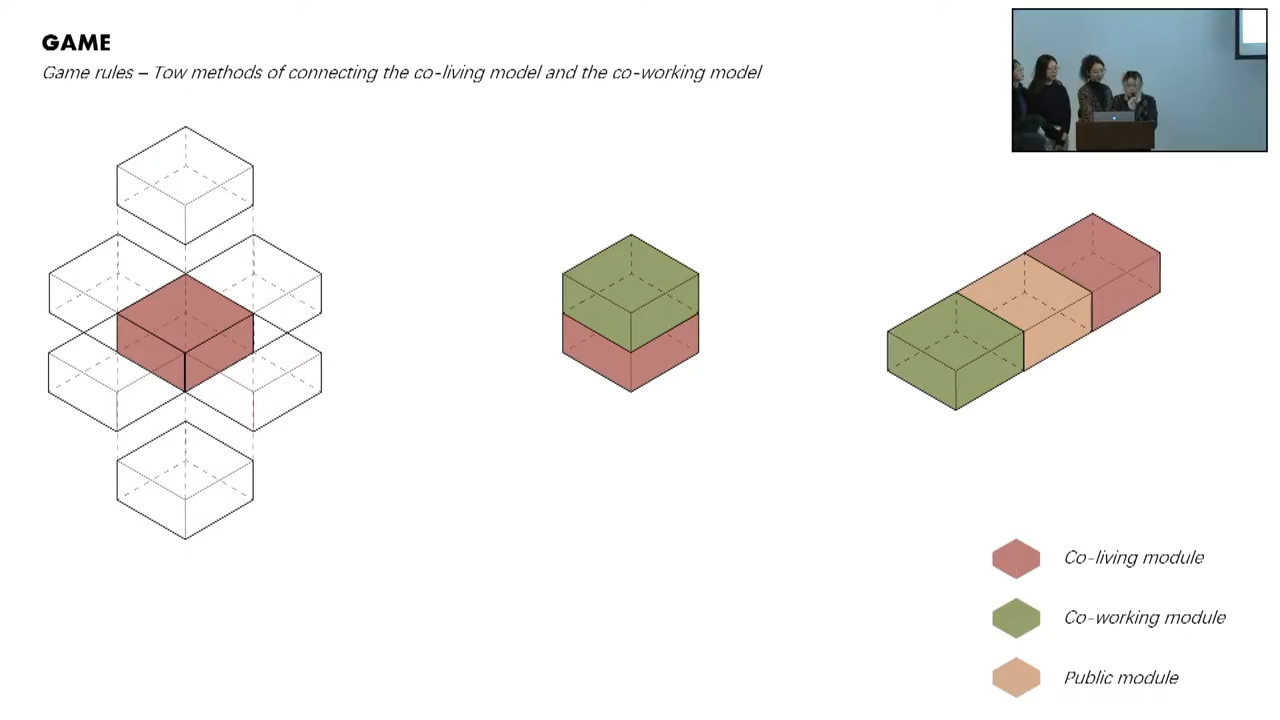 GAME
Game rules – Tow methods of connecting the co-living model and the co-working model
Co-living module
Co-working module
Public module